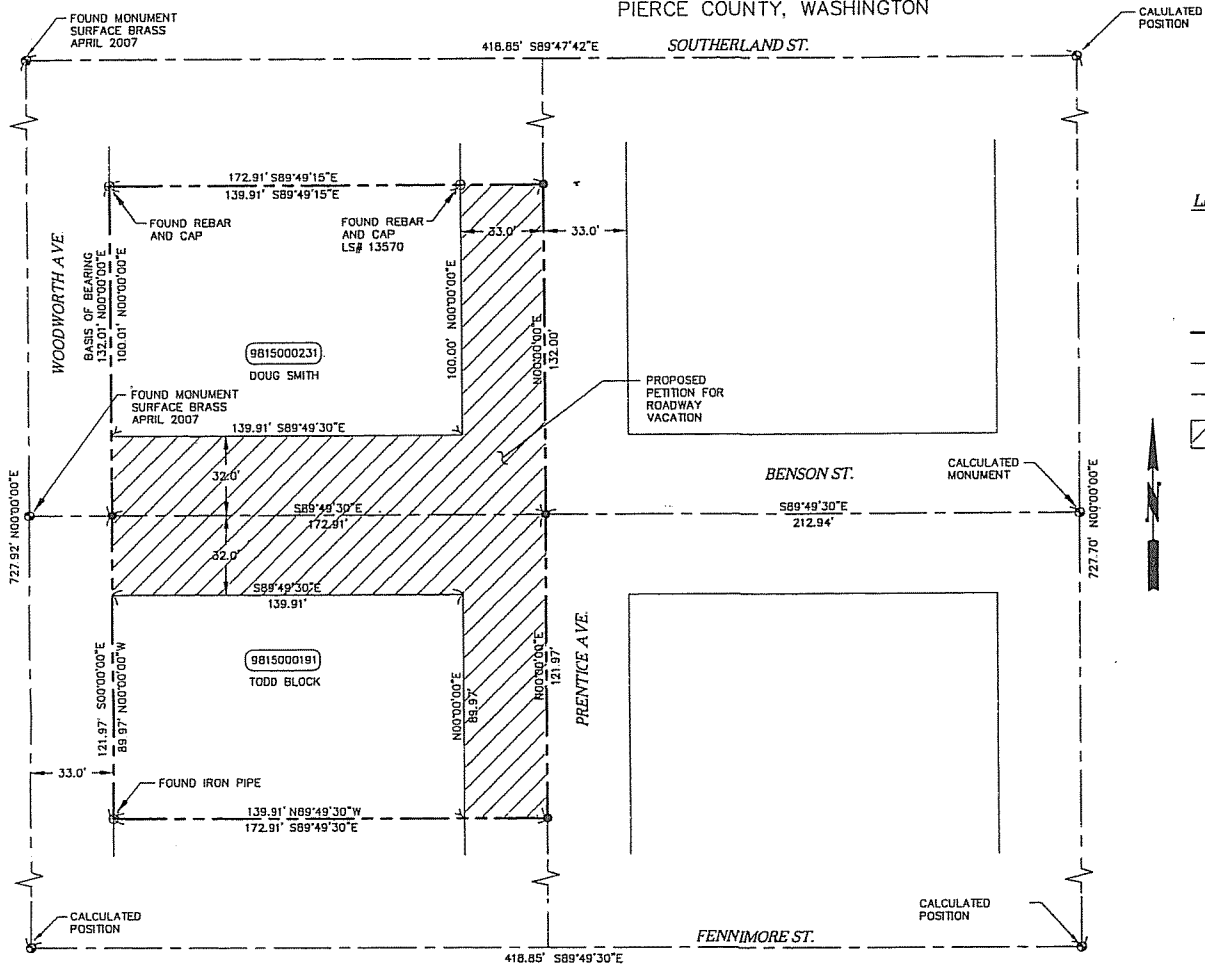 PIERCE COUNTY, WASHINGTON
FOUND MONUMENT
SURFACE BRASS
APRIL 2007
CALULATED
POSITION
418.85' S89°47'42"E
SOUTHERLAND ST.
172.91' S89°49'15"E
139.91' S89°49'15"E
FOUND REBAR
AND CAP
FOUND REBAR
AND CAP
LS# 13570
33.0'
33.0'
WOODWORTH AVE.
BASIS OF BEARING
132.01' N00°00'00"E
100.01' N00°00'00"E
100.00' N00°00'00"E
N00°00'00"E
132.00'
9815000231
DOUG SMITH
PROPOSED
PETITION FOR
ROADWAY
VACATION
FOUND MONUMENT
SURFACE BRASS
APRIL 2007
139.91' S89°49'30"E
32.0'
BENSON ST.
CALCULATED
MONUMENT
S89°49'30"E
172.91'
S89°49'30"E
212.94'
N
727.92' N00°00'00"E
727.70' N00°00'00"E
32.0'
S89°49'30"E
139.91'
121.97' S00°00'00"E
89.97' N00°00'00"W
9815000191
TODD BLOCK
N00°00'00"E
89.97'
N00°00'00"E
121.97'
PRENTICE AVE.
33.0'
FOUND IRON PIPE
139.91' N89°49'30"W
172.91' S89°49'30"E
CALCULATED
POSITION
CALCULATED
POSITION
FENNIMORE ST.
418.85' S89°49'30"E